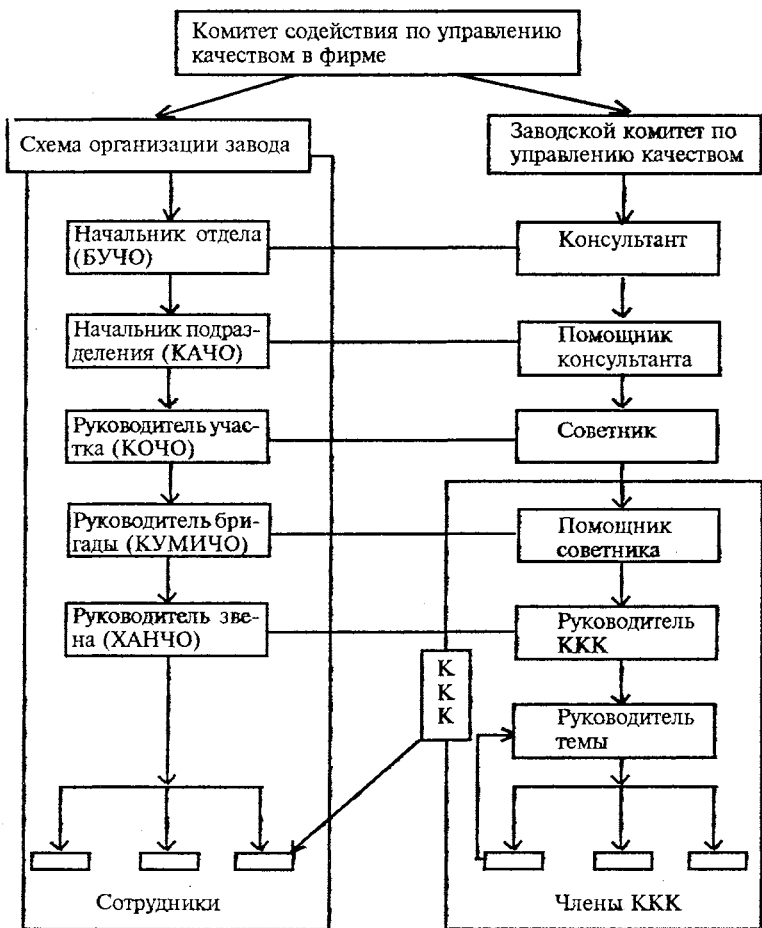 Комитет содействия по управлению
качеством в фирме
Схема организации завода
Заводской комитет по
управлению качеством
Начальник отдела
(БУЧО)
Консультант
Начальник подраз-
деления (КАЧО)
Помощник
консультанта
Руководитель учас-
тка (КОЧО)
Советник
Руководитель бри-
гады (КУМИЧО)
Помощник
советника
Руководитель зве-
на (ХАНЧО)
Руководитель
ККК
К
К
К
Руководитель
темы
Сотрудники
Члены ККК